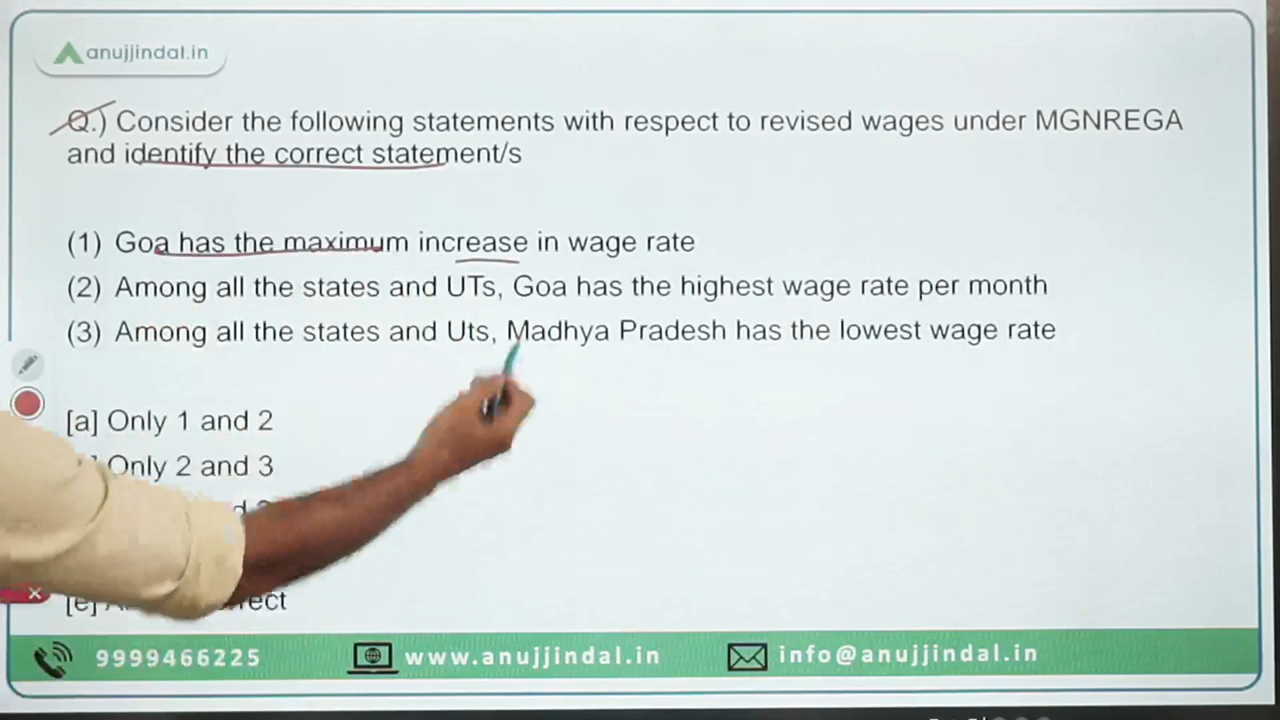 anujjindal.in
Q.) Consider the following statements with respect to revised wages under MGNREGA
and identify the correct statement/s
(1) Goa has the maximum increase in wage rate
(2) Among all the states and UTs, Goa has the highest wage rate per month
(3) Among all the states and Uts, Madhya Pradesh has the lowest wage rate
[a] Only 1 and 2
Only 2 and 3
[e]
9999466225 www.anujjindal.in info@anujjindal.in